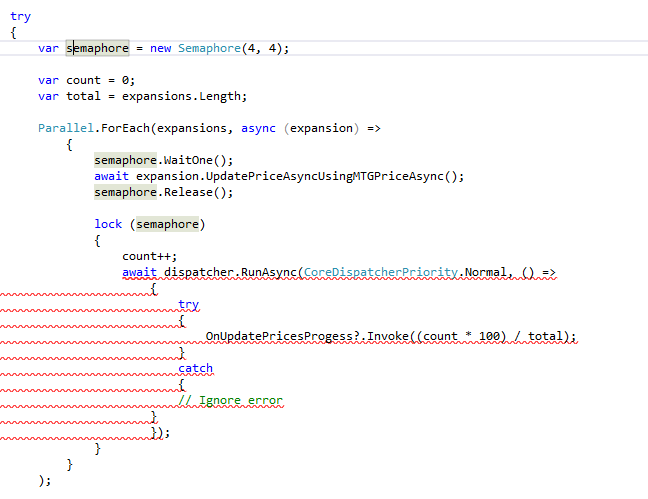 try
{
var semaphore = new Semaphore(4, 4);
var count = 0;
var total = expansions.Length;
Parallel.ForEach(expansions, async (expansion) =>
{
semaphore.WaitOne();
await expansion.UpdatePriceAsyncUsingMTGPriceAsync();
semaphore.Release();
lock (semaphore)
{
count++;
await dispatcher.RunAsync(CoreDispatcherPriority.Normal, () =>
{
try
{
OnUpdatePricesProgess?.Invoke((count * 100) / total);
}
catch
{
// Ignore error
}
});
}
}
);